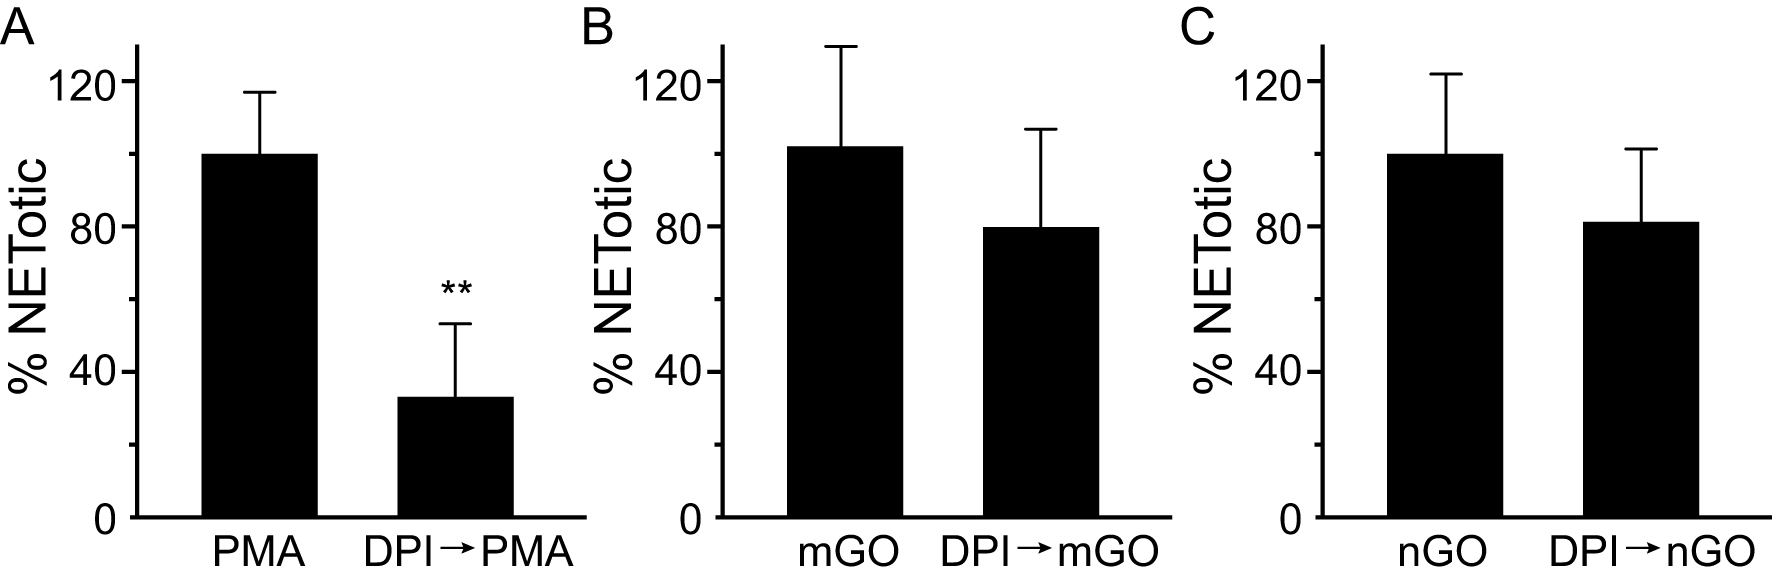 A
% NETotic
120
80
40
0
**
PMA
DPI→PMA
B
% NETotic
120
80
40
0
mGO
DPI→mGO
C
% NETotic
120
80
40
0
nGO
DPI→nGO